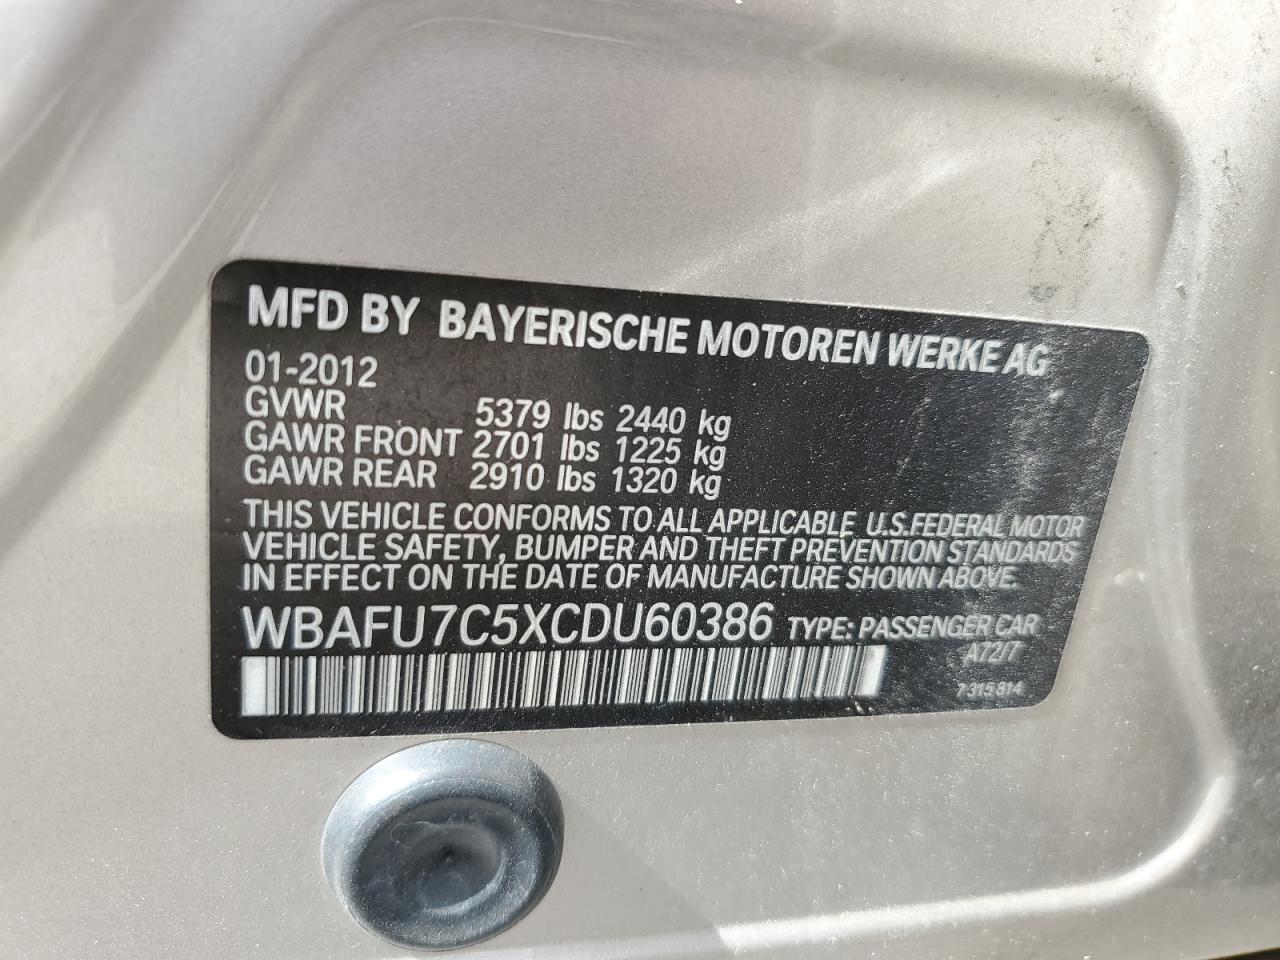 MFD BY BAYERISCHE MOTOREN WERKE AG
01-2012
GVWR 5379 lbs 2440 kg
GAWR FRONT 2701 lbs 1225 kg
GAWR REAR 2910 lbs 1320 kg
THIS VEHICLE CONFORMS TO ALL APPLICABLE U.S.FEDERAL MOTOR
VEHICLE SAFETY, BUMPER AND THEFT PREVENTION STANDARDS
IN EFFECT ON THE DATE OF MANUFACTURE SHOWN ABOVE.
WBAFU7C5XCDU60386 TYPE: PASSENGER CAR
A72/7
7315814